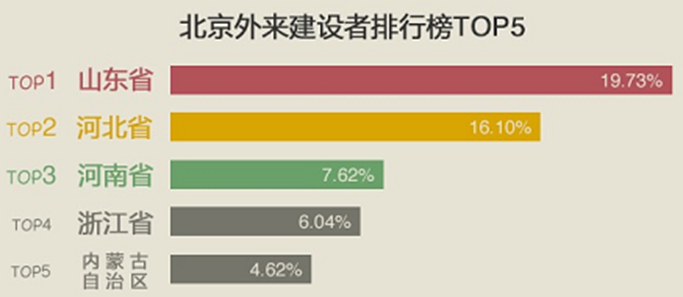 北京外来建设者排行榜TOP5
TOP1 山东省 19.73%
TOP2 河北省 16.10%
TOP3 河南省 7.62%
TOP4 浙江省 6.04%
TOP5 内蒙古 4.62%
自治区